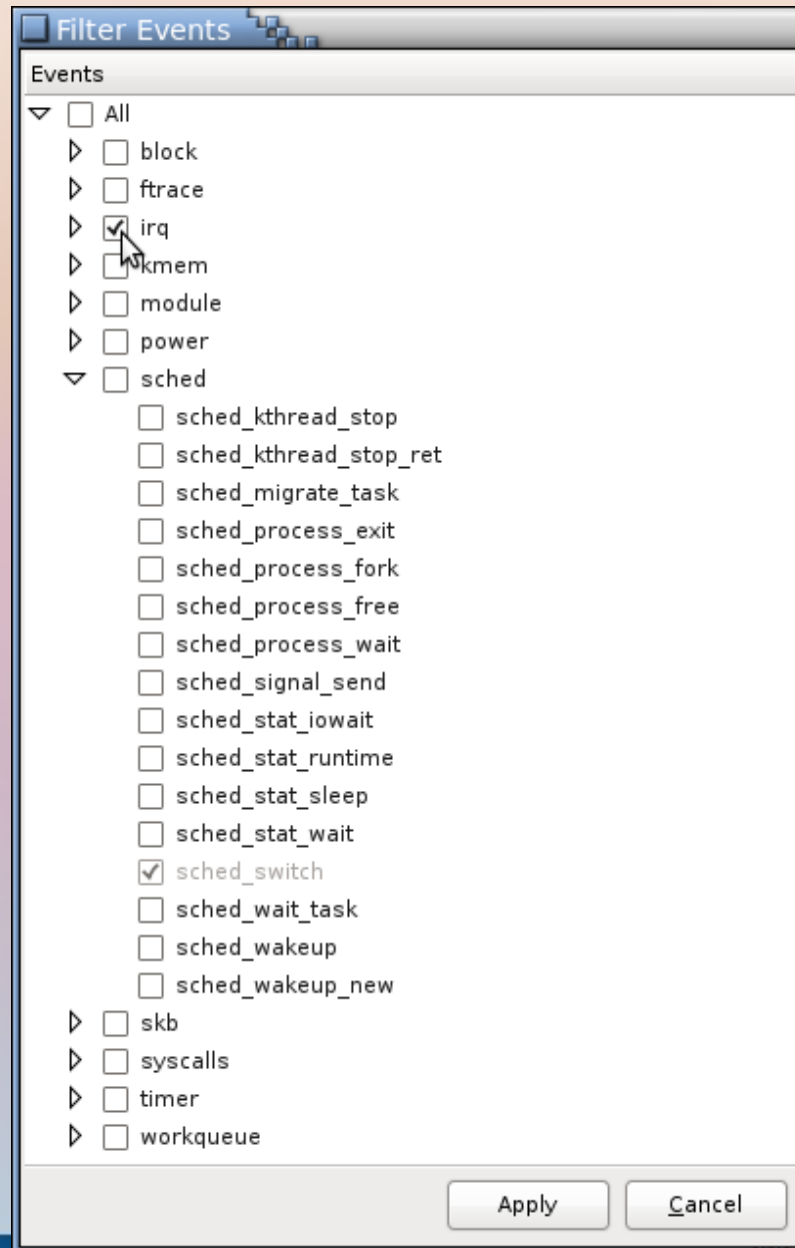 Filter Events
Events
All
block
ftrace
irq
kmem
module
power
sched
sched_kthread_stop
sched_kthread_stop_ret
sched_migrate_task
sched_process_exit
sched_process_fork
sched_process_free
sched_process_wait
sched_signal_send
sched_stat_iowait
sched_stat_runtime
sched_stat_sleep
sched_stat_wait
sched_switch
sched_wait_task
sched_wakeup
sched_wakeup_new
skb
syscalls
timer
workqueue
Apply Cancel